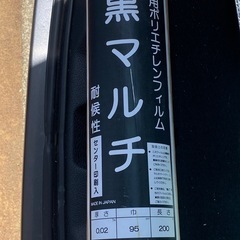 用ポリエチレンフィルム
黒マルチ
耐候性
センター印刷入
MADE IN JAPAN
厚さ 巾 長さ
0.02 95 200